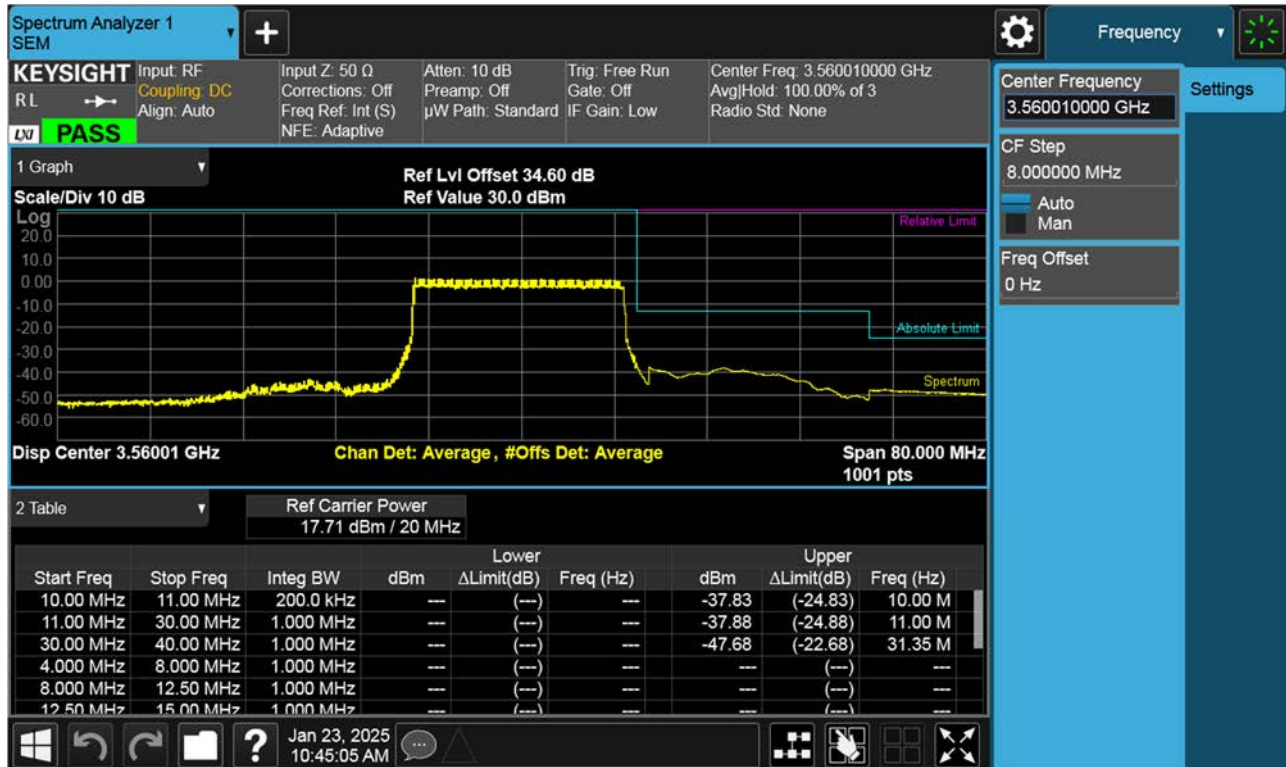 Spectrum Analyzer 1
SEM
+
Frequency
KEYSIGHT
RL
LXI PASS
Input: RF
Coupling: DC
Align: Auto
Input Z: 50 Ω
Corrections: Off
Freq Ref: Int (S)
NFE: Adaptive
Atten: 10 dB
Preamp: Off
µW Path: Standard
Trig: Free Run
Gate: Off
IF Gain: Low
Center Freq: 3.560010000 GHz
Avg|Hold: 100.00% of 3
Radio Std: None
Center Frequency
3.560010000 GHz
Settings
CF Step
8.000000 MHz
Auto
Man
Freq Offset
0 Hz
1 Graph
Scale/Div 10 dB
Ref Lvl Offset 34.60 dB
Ref Value 30.0 dBm
Log
20.0
10.0
0.00
-10.0
-20.0
-30.0
-40.0
-50.0
-60.0
Relative Limit
Absolute Limit
Spectrum
Disp Center 3.56001 GHz
Chan Det: Average, #Offs Det: Average
Span 80.000 MHz
1001 pts
2 Table
Ref Carrier Power
17.71 dBm / 20 MHz
Lower Upper
Start Freq Stop Freq Integ BW dBm ΔLimit(dB) Freq (Hz) dBm ΔLimit(dB) Freq (Hz)
10.00 MHz 11.00 MHz 200.0 kHz --- (---) --- -37.83 (-24.83) 10.00 M
11.00 MHz 30.00 MHz 1.000 MHz --- (---) --- -37.88 (-24.88) 11.00 M
30.00 MHz 40.00 MHz 1.000 MHz --- (---) --- -47.68 (-22.68) 31.35 M
4.000 MHz 8.000 MHz 1.000 MHz --- (---) --- --- (---) ---
8.000 MHz 12.50 MHz 1.000 MHz --- (---) --- --- (---) ---
12.50 MHz 15.00 MHz 1.000 MHz --- (---) --- --- (---) ---
?
Jan 23, 2025
10:45:05 AM